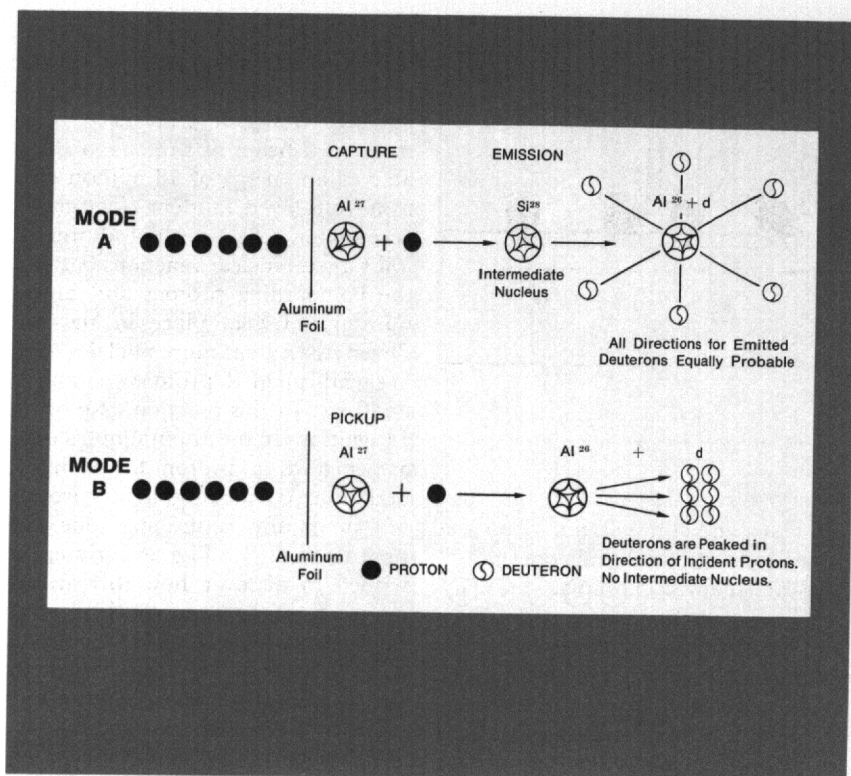 CAPTURE
EMISSION
MODE
A
Al 27
+
Si28
Intermediate
Nucleus
Al 26 + d
Aluminum
Foil
All Directions for Emitted
Deuterons Equally Probable
PICKUP
MODE
B
Al 27
+
Al 26
+
d
Aluminum
Foil
PROTON
DEUTERON
Deuterons are Peaked in
Direction of Incident Protons.
No Intermediate Nucleus.